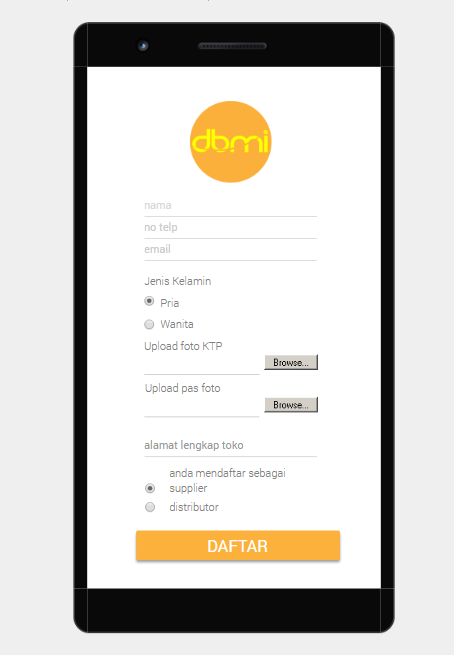 dbmi
nama
no telp
email
Jenis Kelamin
Pria
Wanita
Upload foto KTP
Browse...
Upload pas foto
Browse...
alamat lengkap toko
anda mendaftar sebagai
supplier
distributor
DAFTAR